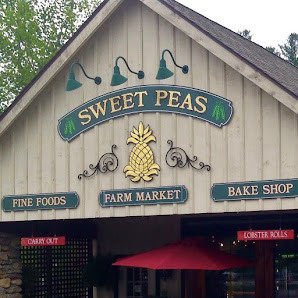 SWEET PEAS
FINE FOODS
FARM MARKET
BAKE SHOP
CARRY OUT
LOBSTER ROLLS